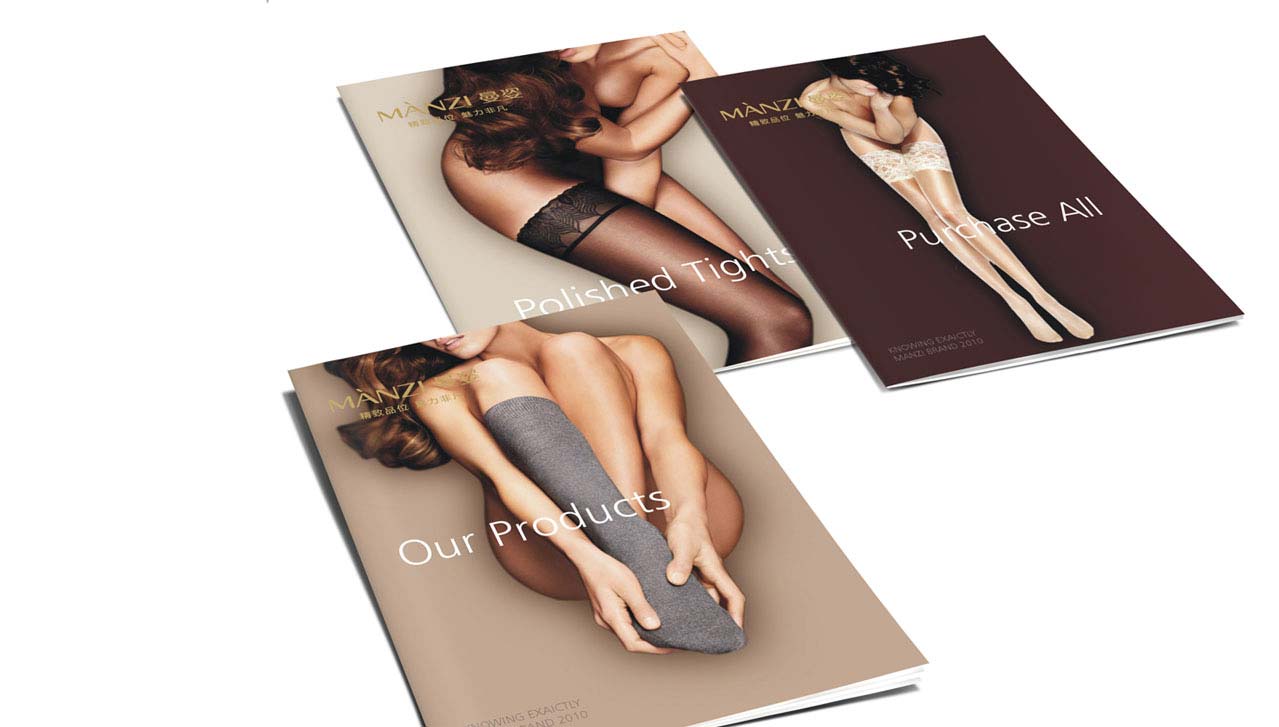 MÀNZI 曼姿
精致品位 魅力非凡
Polished Tights
MÀNZI 曼姿
精致品位 魅力非凡
Purchase All
KNOWING EXAICTLY
MANZI BRAND 2010
MÀNZI 曼姿
精致品位 魅力非凡
Our Products
KNOWING EXAICTLY
BRAND 2010